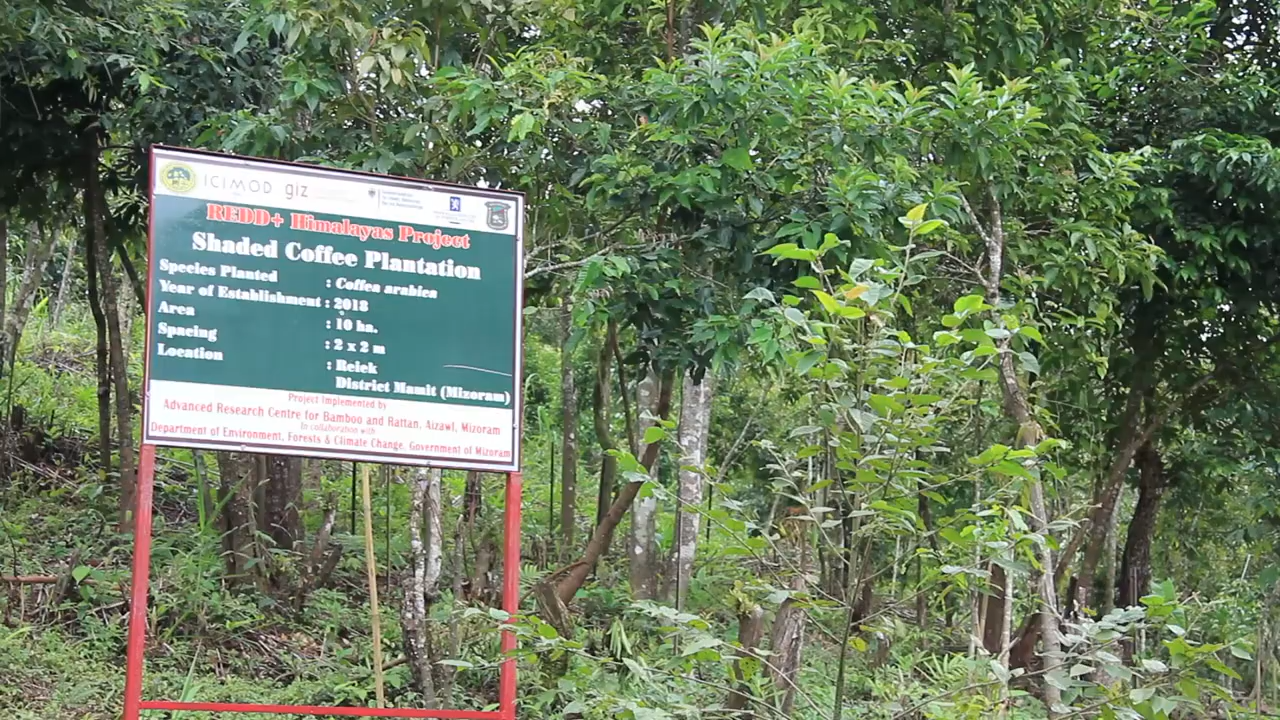 ICIMOD giz
REDD+ Himalayas Project
Shaded Coffee Plantation
Species Planted : Coffea arabica
Year of Establishment : 2018
Area : 10 ha.
Spacing : 2 x 2 m
Location : Reiek
District Mamit (Mizoram)
Project Implemented by
Advanced Research Centre for Bamboo and Rattan, Aizawl, Mizoram
In collaboration with
Department of Environment, Forests & Climate Change, Government of Mizoram